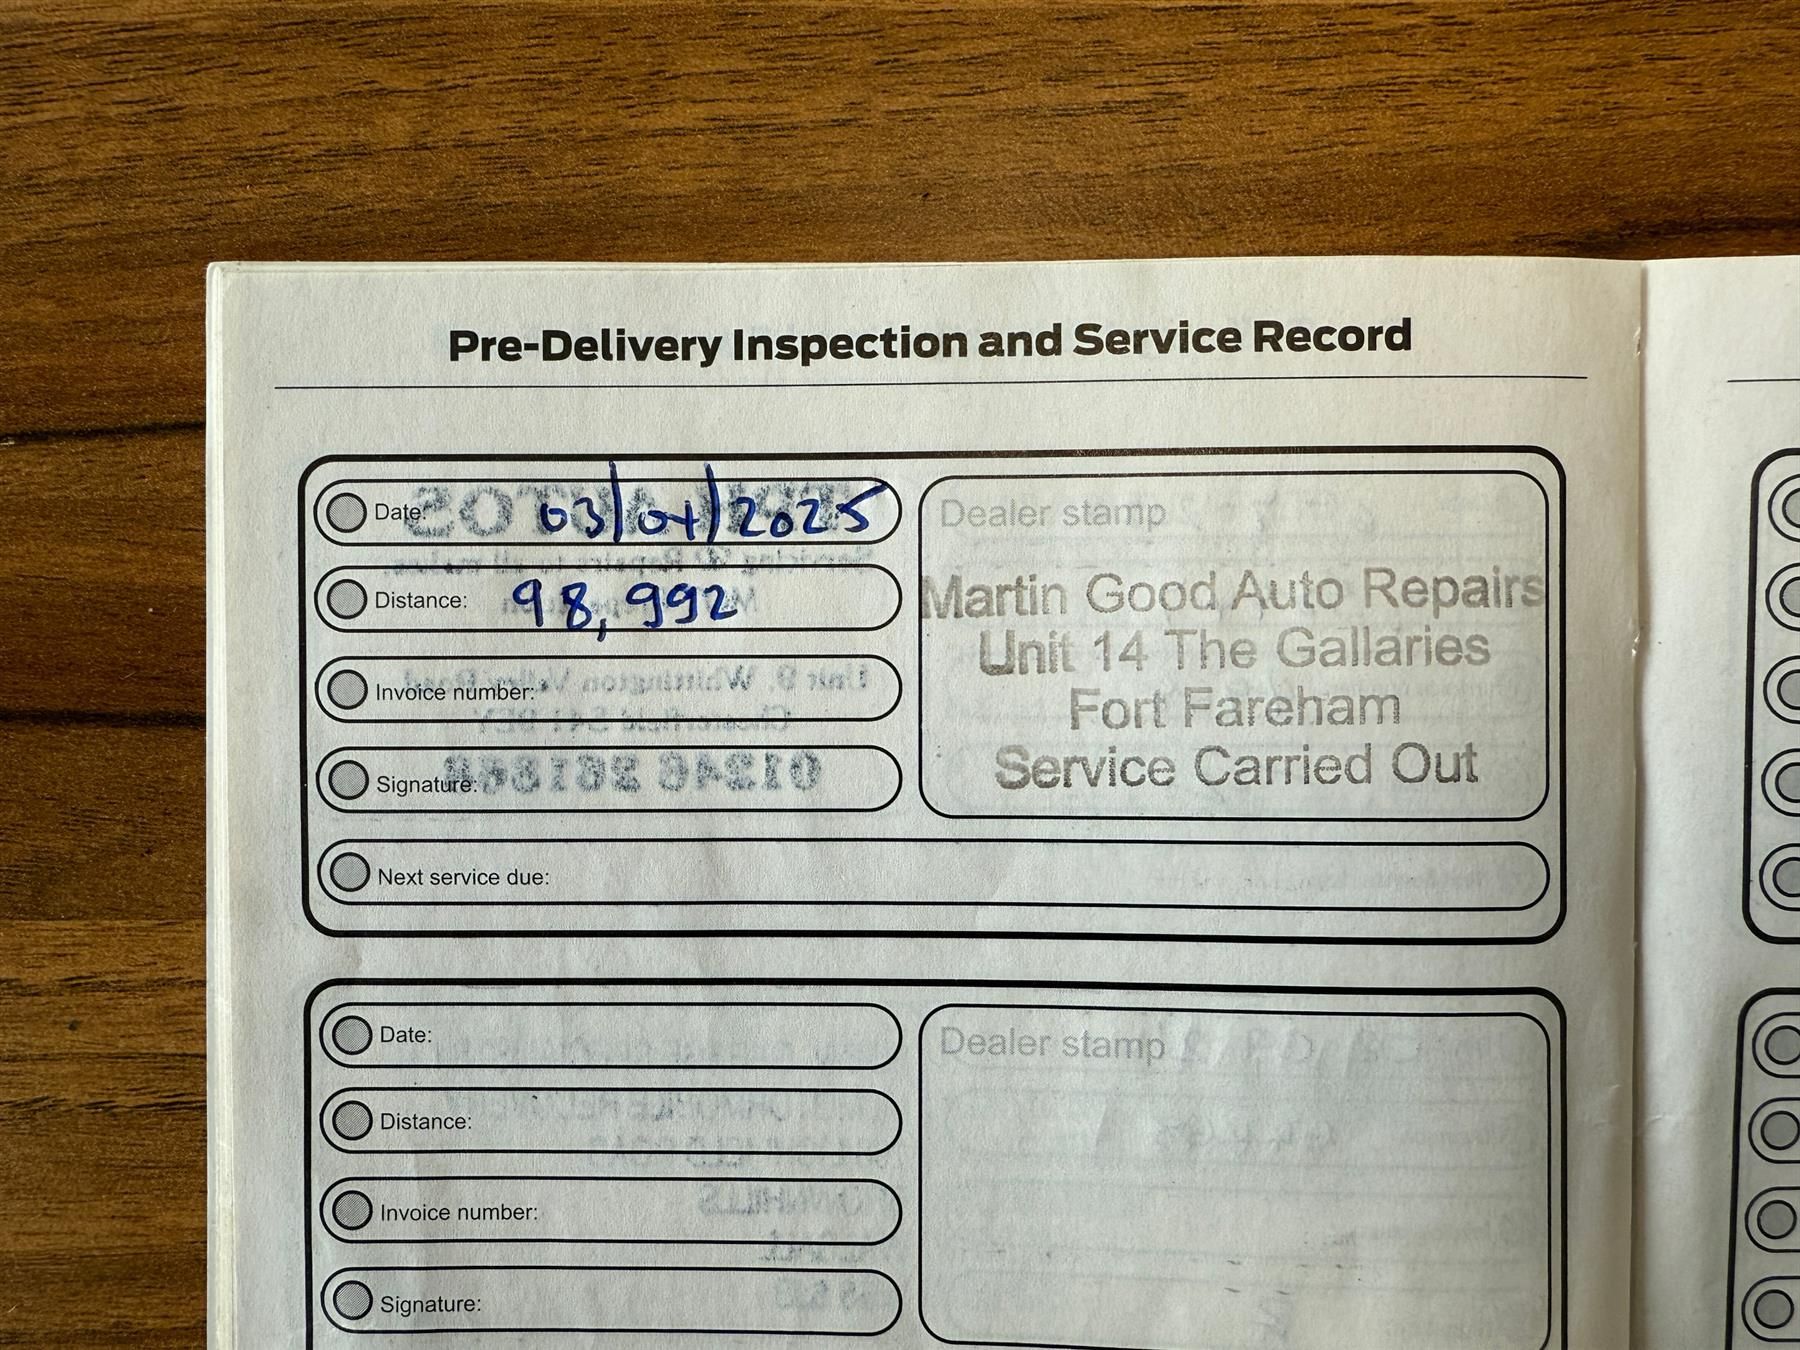 Pre-Delivery Inspection and Service Record
Date: 03/04/2025
Distance: 98,992
Invoice number:
Signature:
Next service due:
Dealer stamp
Martin Good Auto Repairs
Unit 14 The Gallaries
Fort Fareham
Service Carried Out
Date:
Distance:
Invoice number:
Signature:
Dealer stamp